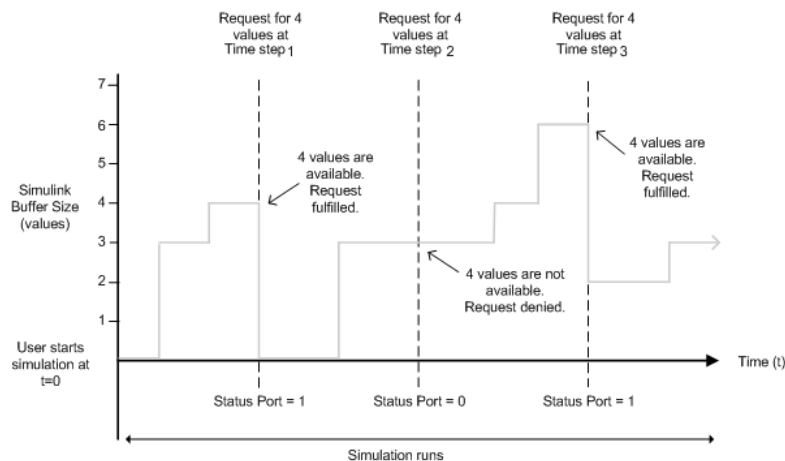 Request for 4
values at
Time step 1
Request for 4
values at
Time step 2
Request for 4
values at
Time step 3
7
6
5
4
3
2
1
Simulink
Buffer Size
(values)
4 values are
available.
Request
fulfilled.
4 values are not
available.
Request denied.
4 values are
available.
Request
fulfilled.
User starts
simulation at
t=0
Time (t)
Status Port = 1
Status Port = 0
Status Port = 1
Simulation runs